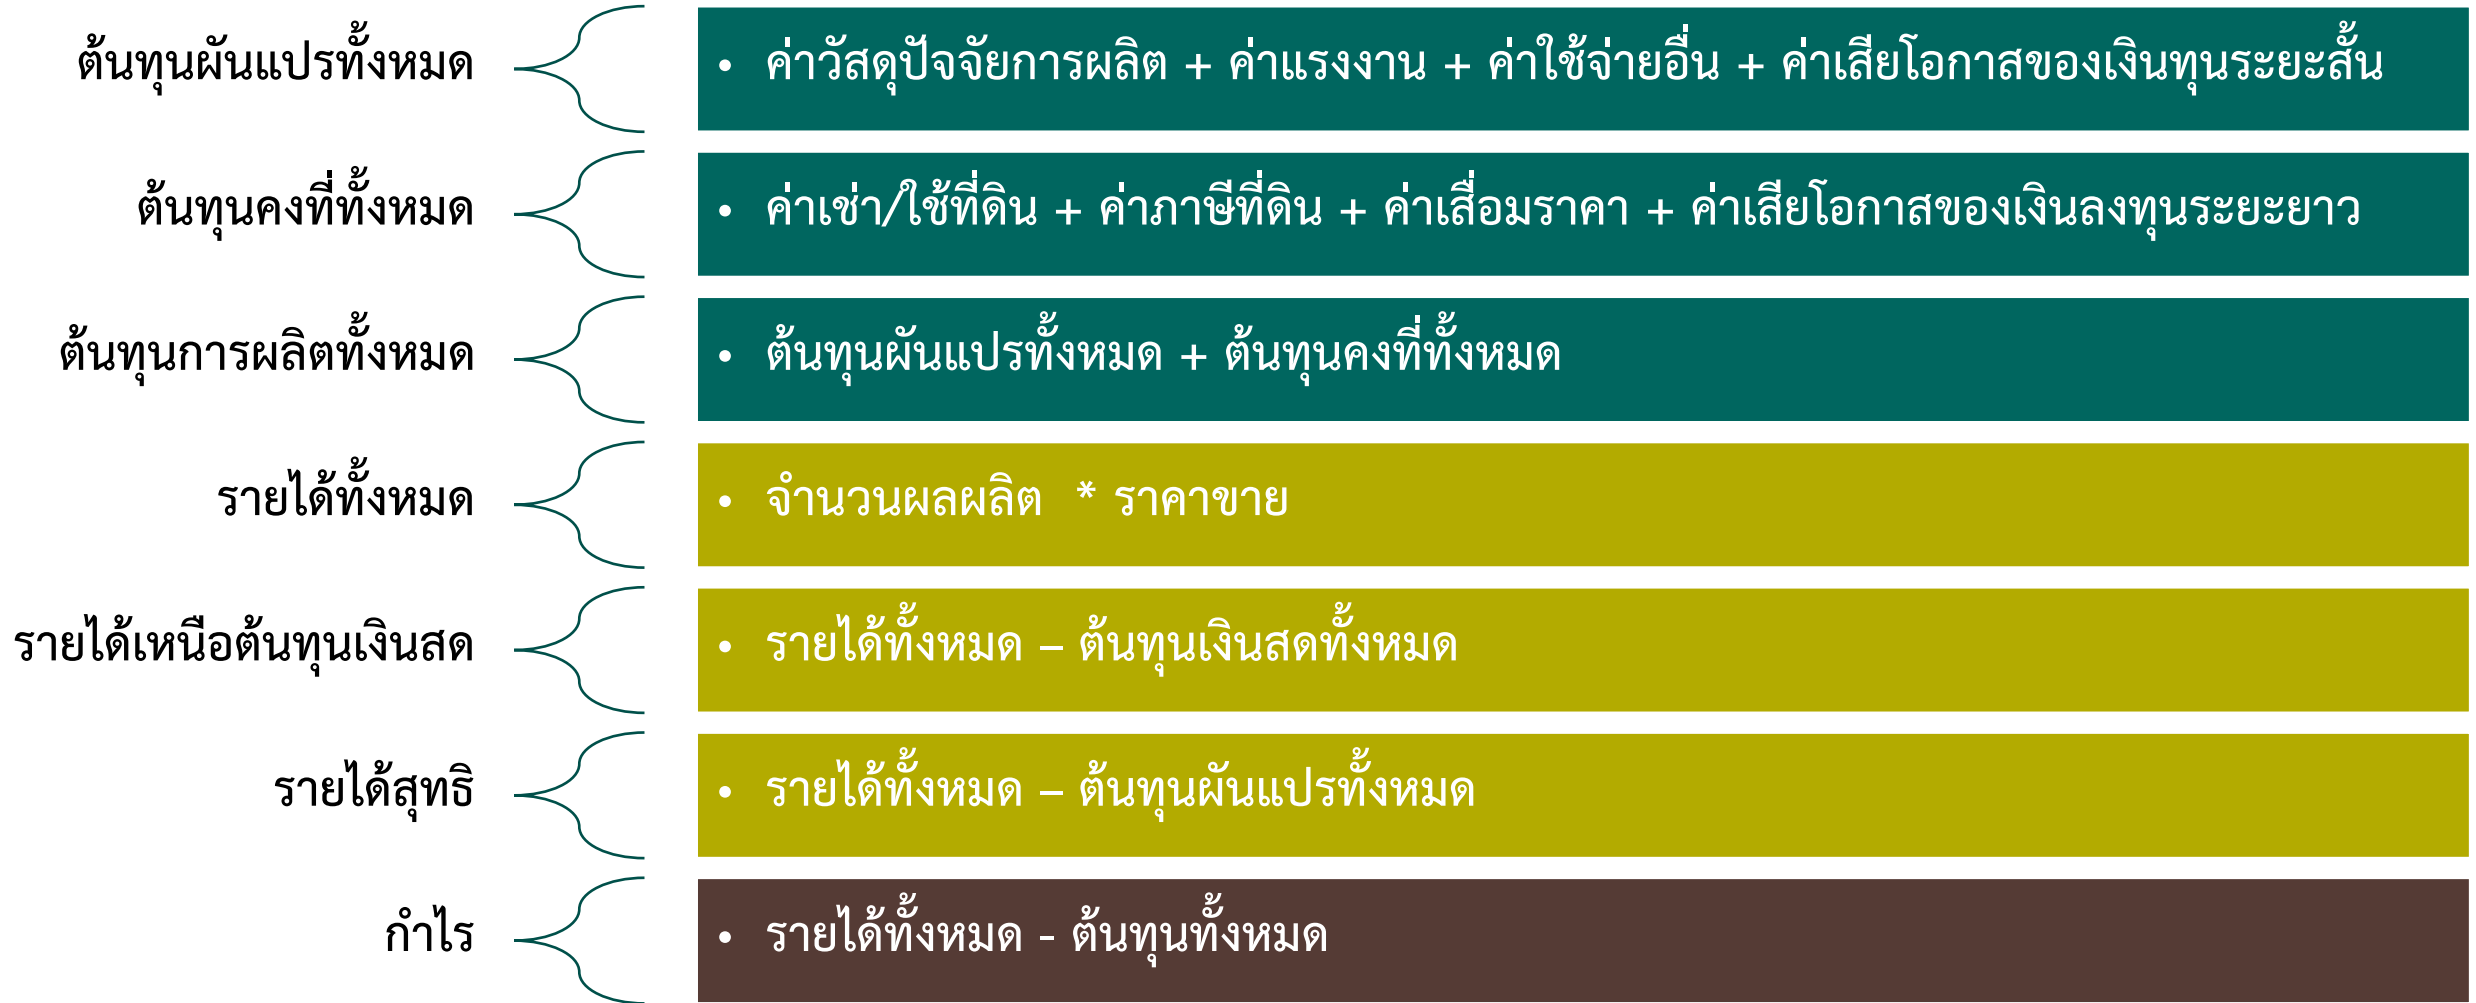 ต้นทุนผันแปรทั้งหมด
• ค่าวัสดุปัจจัยการผลิต + ค่าแรงงาน + ค่าใช้จ่ายอื่น + ค่าเสียโอกาสของเงินทุนระยะสั้น
ต้นทุนคงที่ทั้งหมด
• ค่าเช่า/ใช้ที่ดิน + ค่าภาษีที่ดิน + ค่าเสื่อมราคา + ค่าเสียโอกาสของเงินลงทุนระยะยาว
ต้นทุนการผลิตทั้งหมด
• ต้นทุนผันแปรทั้งหมด + ต้นทุนคงที่ทั้งหมด
รายได้ทั้งหมด
• จำนวนผลผลิต * ราคาขาย
รายได้เหนือต้นทุนเงินสด
• รายได้ทั้งหมด – ต้นทุนเงินสดทั้งหมด
รายได้สุทธิ
• รายได้ทั้งหมด – ต้นทุนผันแปรทั้งหมด
กำไร
• รายได้ทั้งหมด - ต้นทุนทั้งหมด